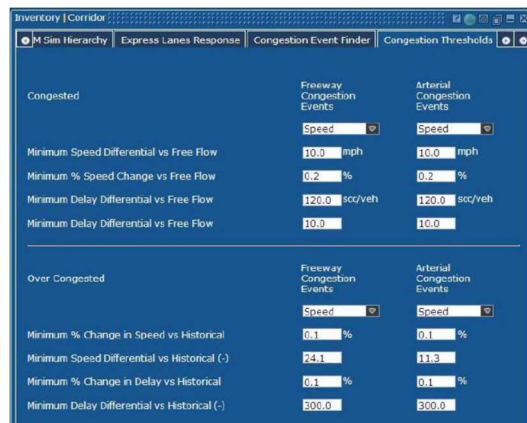 Inventory | Corridor
M Sim Hierarchy Express Lanes Response Congestion Event Finder Congestion Thresholds
Congested Freeway Congestion Events Arterial Congestion Events
Speed Speed
Minimum Speed Differential vs Free Flow 10.0 mph 10.0 mph
Minimum % Speed Change vs Free Flow 0.2 % 0.2 %
Minimum Delay Differential vs Free Flow 120.0 sec/veh 120.0 sec/veh
Minimum Delay Differential vs Free Flow 10.0 10.0
Over Congested Freeway Congestion Events Arterial Congestion Events
Speed Speed
Minimum % Change in Speed vs Historical 0.1 % 0.1 %
Minimum Speed Differential vs Historical (-) 24.1 11.3
Minimum % Change in Delay vs Historical 0.1 % 0.1 %
Minimum Delay Differential vs Historical (-) 300.0 300.0